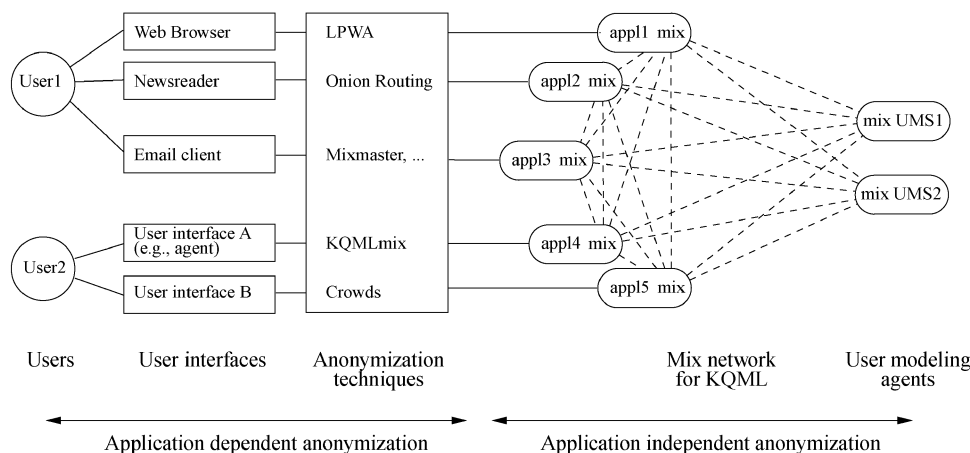 Web Browser
LPWA
appl1 mix
User1
Newsreader
Onion Routing
appl2 mix
mix UMS1
Email client
Mixmaster, ...
appl3 mix
mix UMS2
User interface A
(e.g., agent)
KQMLmix
appl4 mix
User2
User interface B
Crowds
appl5 mix
Users
User interfaces
Anonymization
techniques
Mix network
for KQML
User modeling
agents
Application dependent anonymization
Application independent anonymization